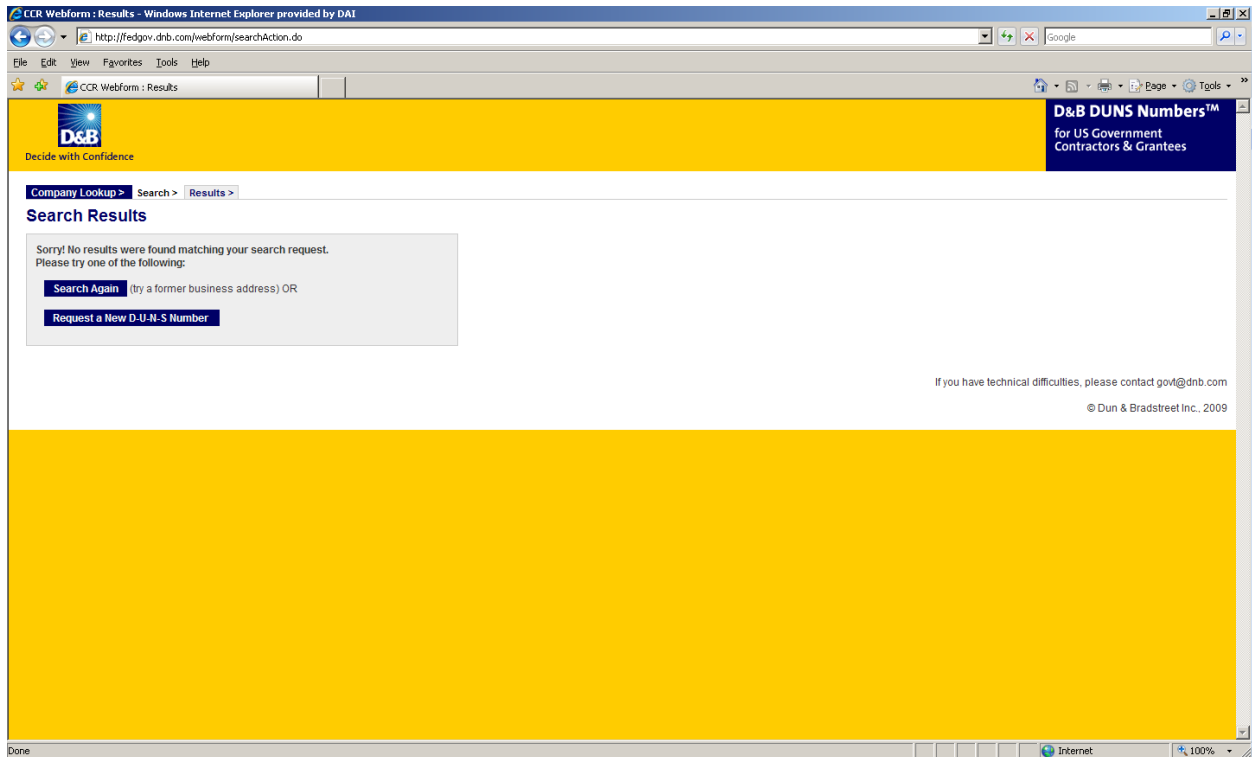 CCR Webform : Results - Windows Internet Explorer provided by DAI
http://fedgov.dnb.com/webform/searchAction.do
Google
File Edit View Favorites Tools Help
CCR Webform : Results
Page Tools
D&B
Decide with Confidence
D&B DUNS Numbers™
for US Government
Contractors & Grantees
Company Lookup > Search > Results >
Search Results
Sorry! No results were found matching your search request.
Please try one of the following:
Search Again (try a former business address) OR
Request a New D-U-N-S Number
If you have technical difficulties, please contact govt@dnb.com
© Dun & Bradstreet Inc., 2009
Done Internet 100%